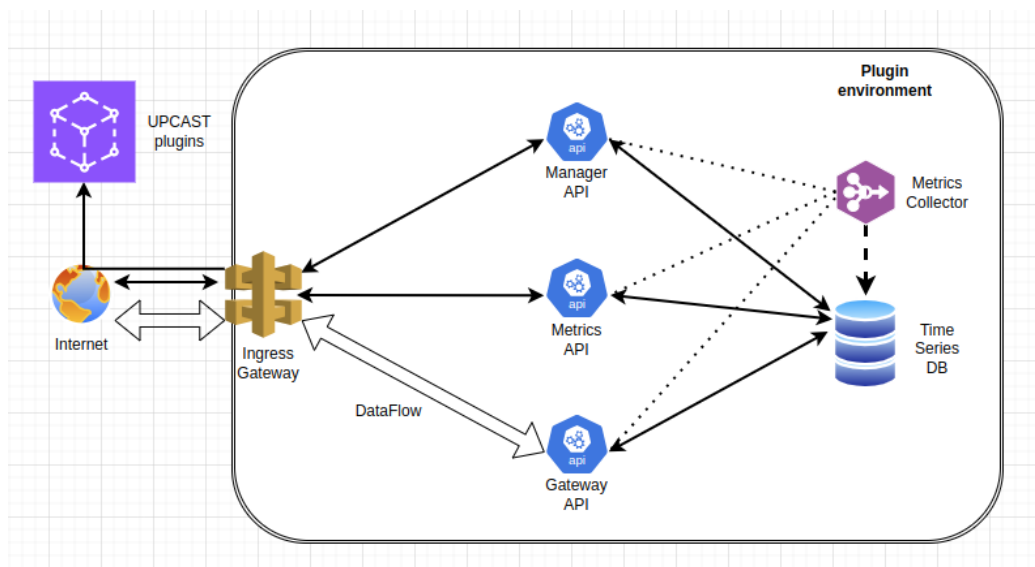 Plugin
environment
UPCAST
plugins
api
Manager
API
Metrics
Collector
api
Metrics
API
Internet
Ingress
Gateway
Time
Series
DB
DataFlow
api
Gateway
API